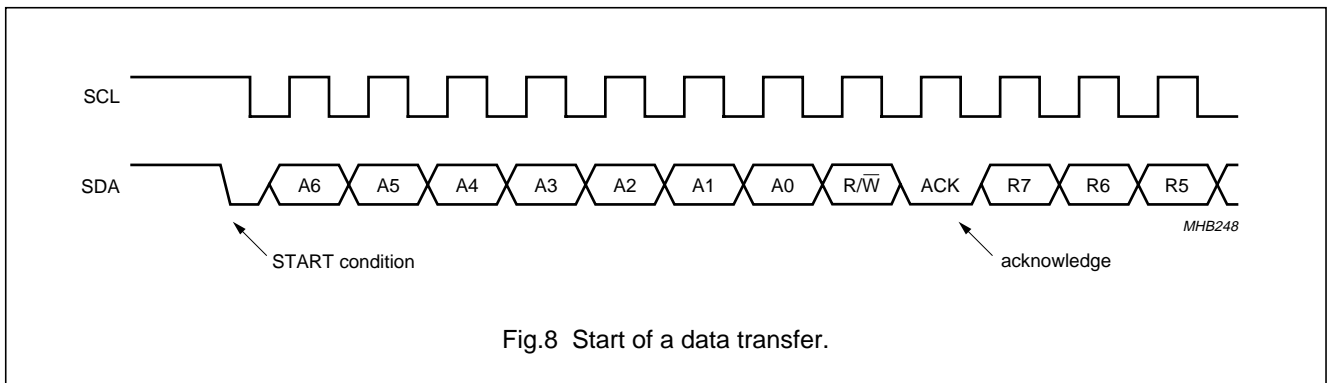 SCL
SDA A6 A5 A4 A3 A2 A1 A0 R/W̅ ACK R7 R6 R5
MHB248
START condition acknowledge
Fig.8 Start of a data transfer.